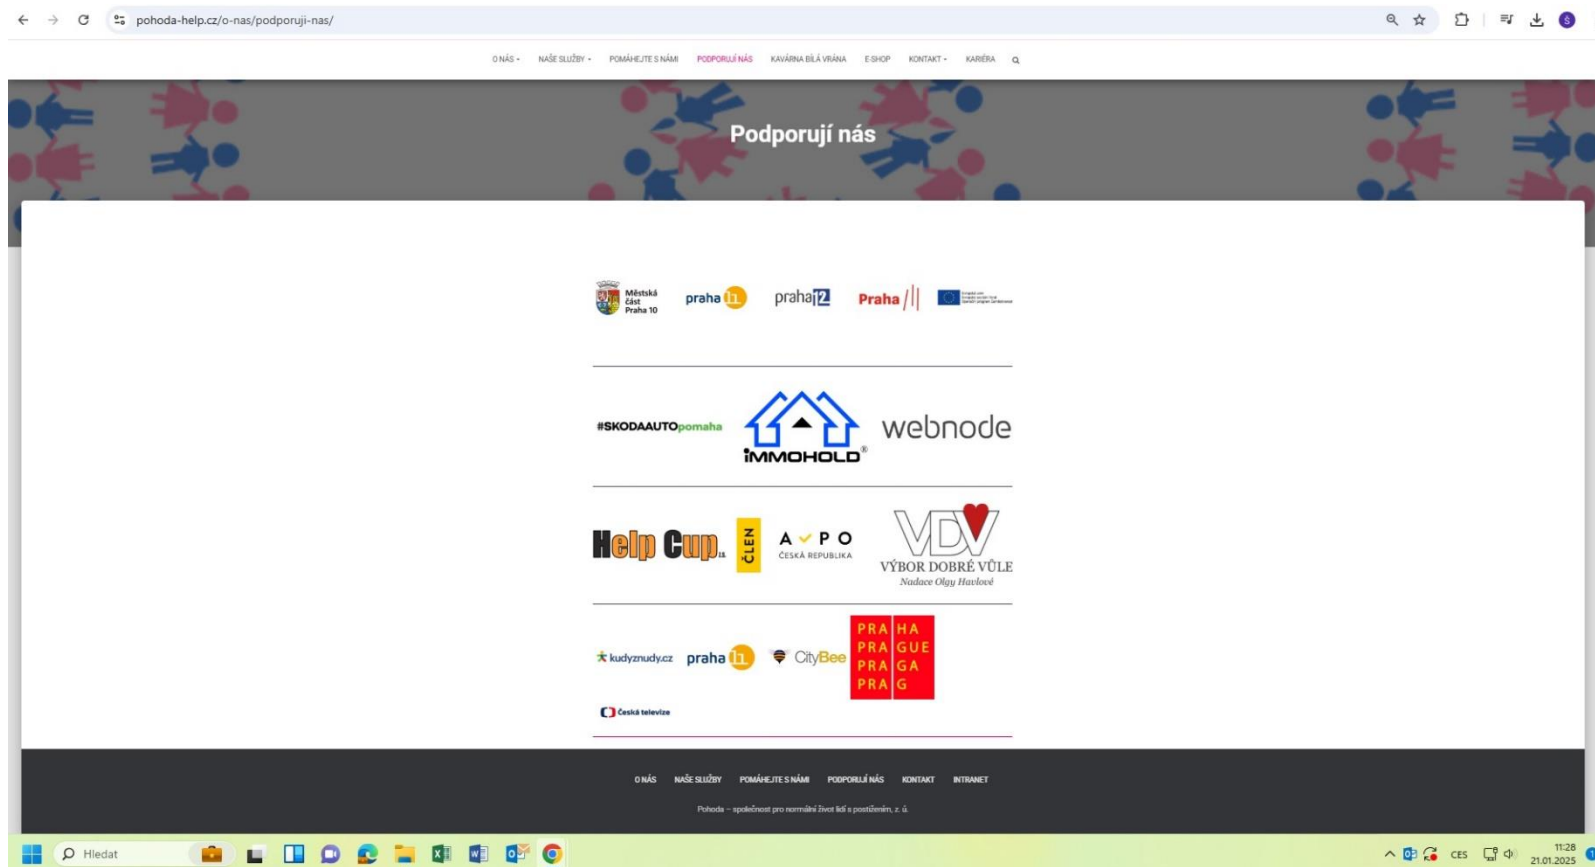 pohoda-help.cz/o-nas/podporuji-nas/
O NÁS NAŠE SLUŽBY POMÁHEJTE S NÁMI PODPORUJÍ NÁS KAVÁRNA BÍLÁ VRÁNA E-SHOP KONTAKT KARIÉRA
Podporují nás
Městská
část
Praha 10
praha 11
praha 12
Praha
#SKODAAUTOpomaha
iMMOHOLD®
webnode
Help Cup
ČLEN
A PO
ČESKÁ REPUBLIKA
VDV
VÝBOR DOBRÉ VŮLE
Nadace Olgy Havlové
kudyznudy.cz
praha 11
CityBee
PRA HA
PRA GUE
PRA GA
PRA G
Česká televize
O NÁS NAŠE SLUŽBY POMÁHEJTE S NÁMI PODPORUJÍ NÁS KONTAKT INTRANET
Pohoda – společnost pro normální život lidí s postižením, z. ú.
Hledat
CES
11:28
21.01.2025